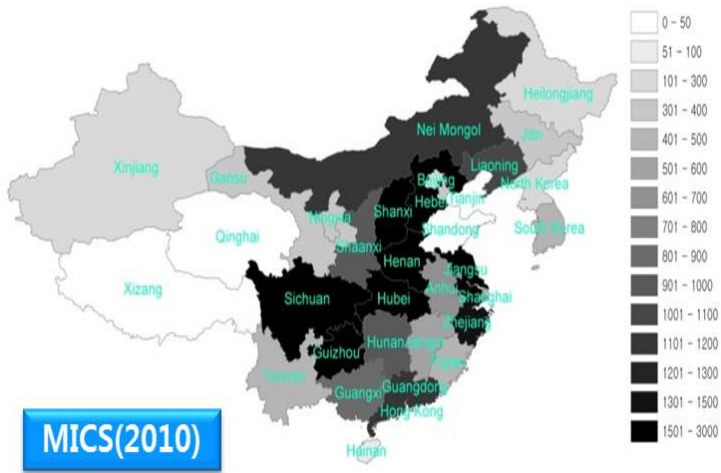 0 - 50
51 - 100
101 - 300
301 - 400
401 - 500
501 - 600
601 - 700
701 - 800
801 - 900
901 - 1000
1001 - 1100
1101 - 1200
1201 - 1300
1301 - 1500
1501 - 3000
Heilongjiang
Nei Mongol
Jilin
Liaoning
Xinjiang
Gansu
Beijing
North Korea
Hebei
Tianjin
Shanxi
Ningxia
Shandong
South Korea
Qinghai
Shaanxi
Henan
Jiangsu
Xizang
Sichuan
Hubei
Anhui
Shanghai
Zhejiang
Hunan
Jiangxi
Guizhou
Fujian
Yunnan
Guangxi
Guangdong
Hong Kong
Hainan
MICS(2010)